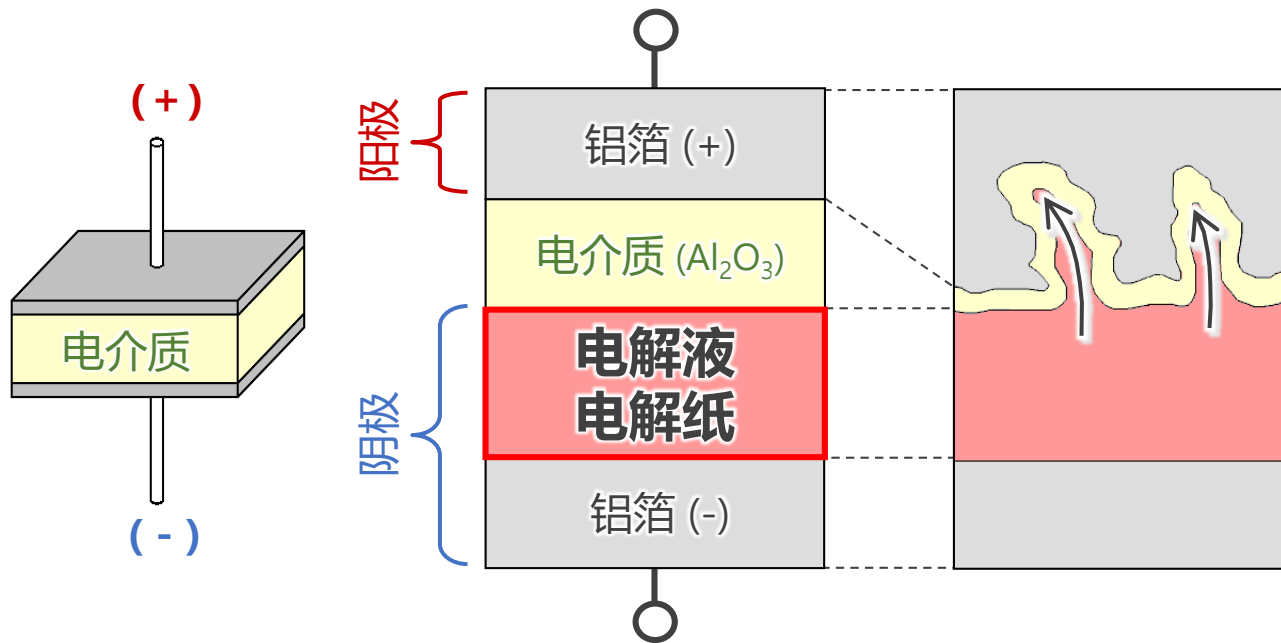 (+)
电介质
(-)
阳极
阴极
铝箔 (+)
电介质 (Al₂O₃)
电解液
电解纸
铝箔 (-)